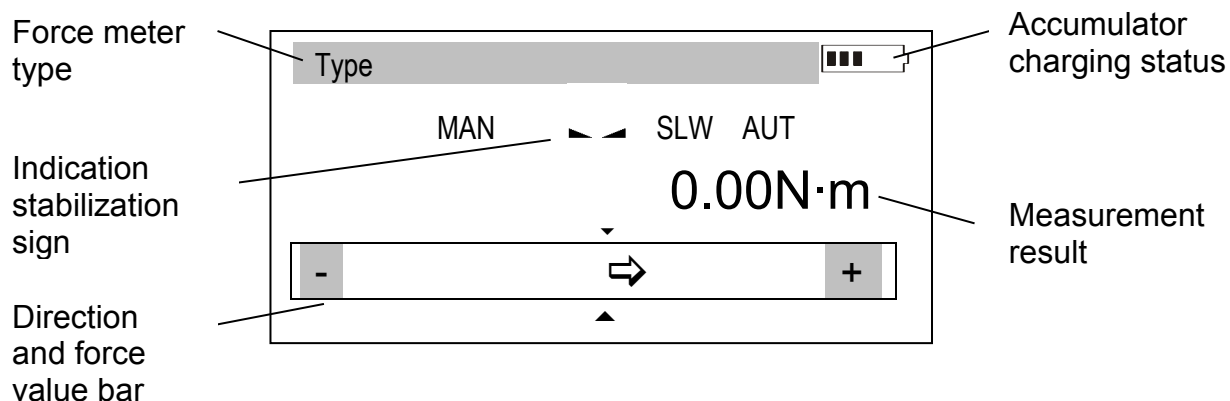 Force meter
type
Accumulator
charging status
Type
MAN SLW AUT
Indication
stabilization
sign
0.00N·m
Measurement
result
- +
Direction
and force
value bar